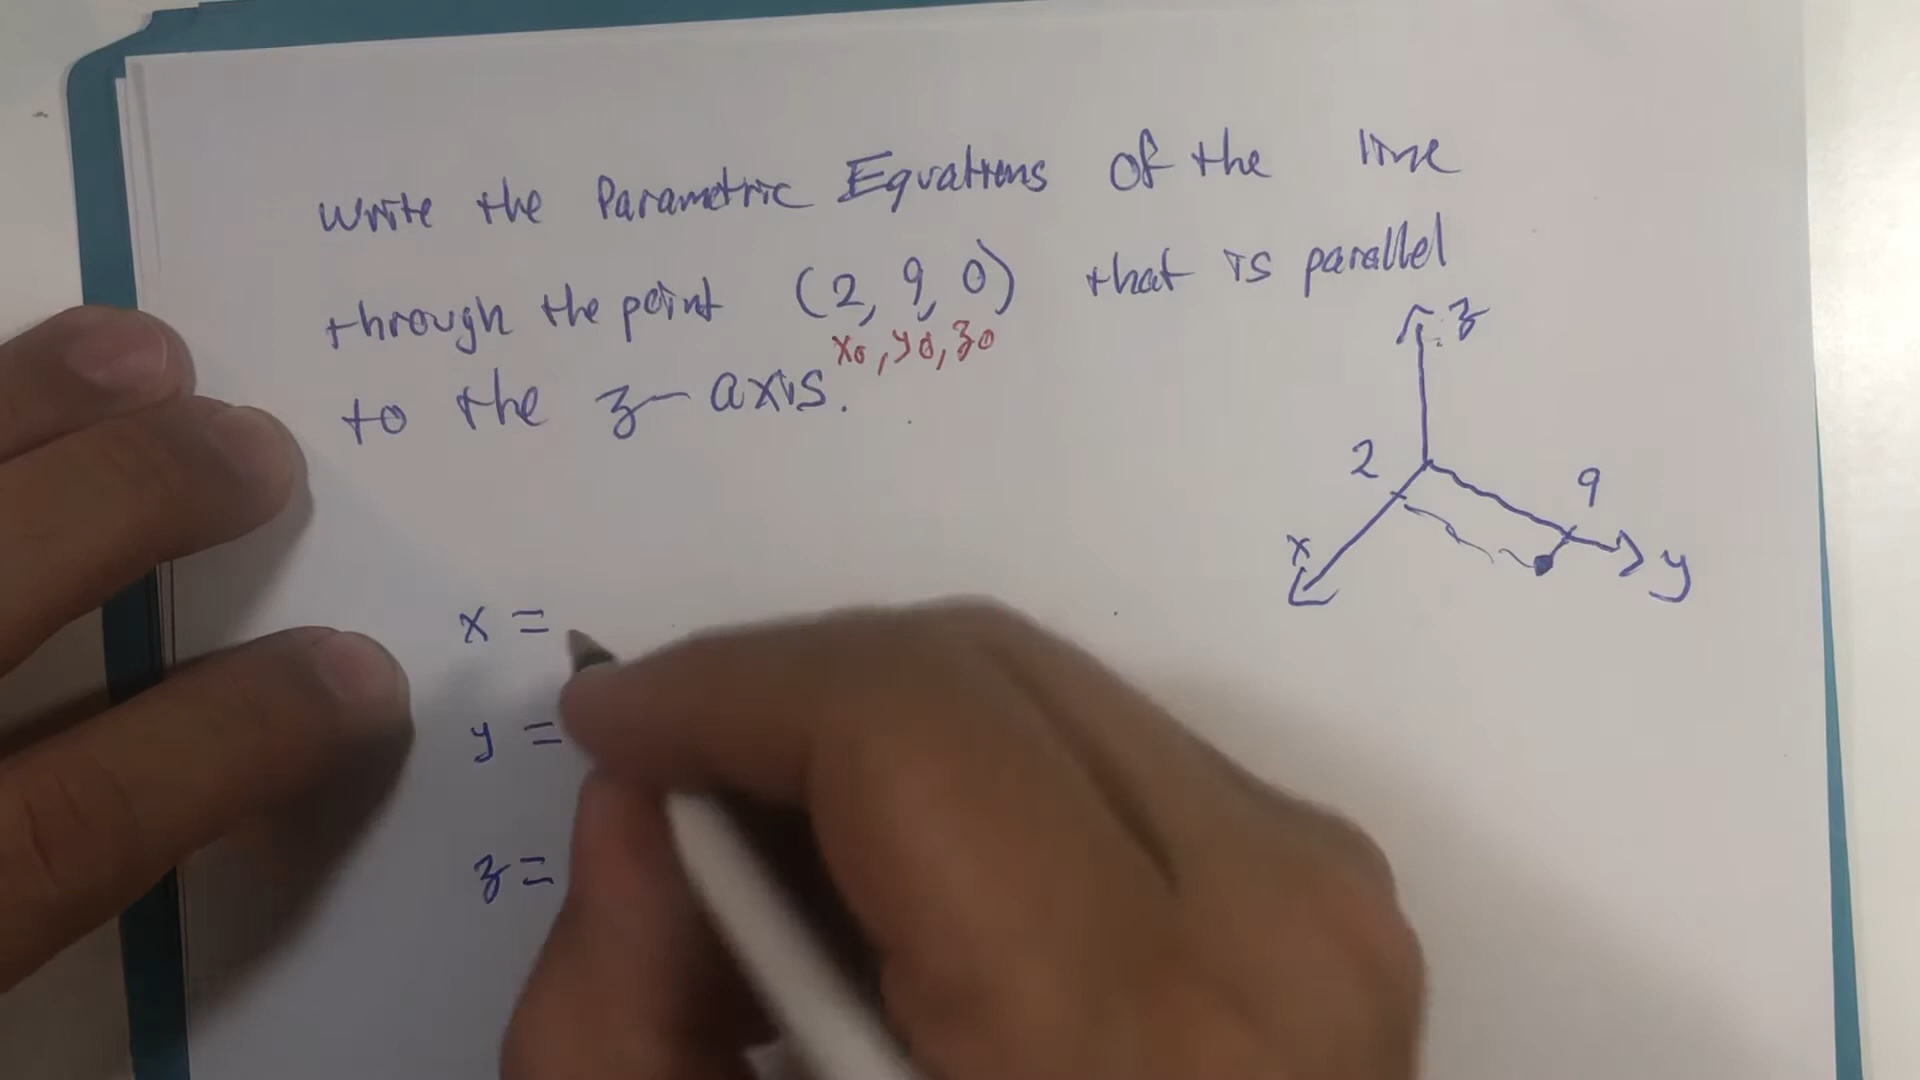 Write the Parametric Equations of the line
through the point (2, 9, 0) that is parallel
x0, y0, z0
to the z-axis.
z
2
9
x
y
x =
y =
z =